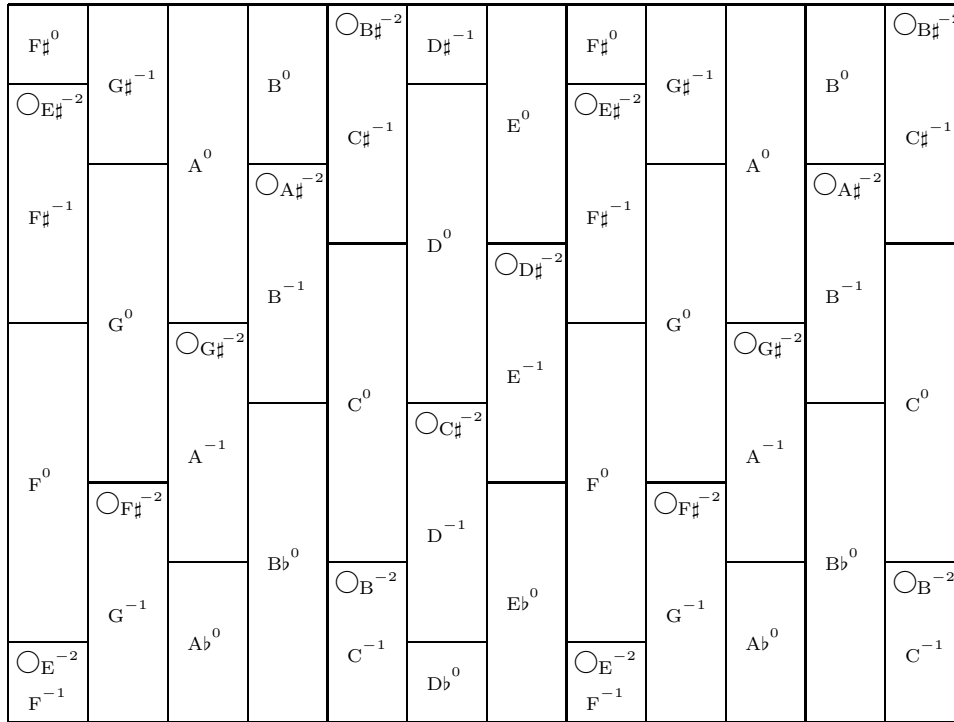 ◯B♯⁻² ◯B♯⁻²
F♯⁰ D♯⁻¹ F♯⁰
G♯⁻¹ B⁰ G♯⁻¹ B⁰
◯E♯⁻² ◯E♯⁻²
E⁰
C♯⁻¹ C♯⁻¹
A⁰ A⁰
◯A♯⁻² ◯A♯⁻²
F♯⁻¹ F♯⁻¹
D⁰
◯D♯⁻²
B⁻¹ B⁻¹
G⁰ G⁰
◯G♯⁻² ◯G♯⁻²
E⁻¹
C⁰ C⁰
◯C♯⁻²
A⁻¹ A⁻¹
F⁰ F⁰
◯F♯⁻² ◯F♯⁻²
D⁻¹
B♭⁰ B♭⁰
◯B⁻² ◯B⁻²
E♭⁰
G⁻¹ G⁻¹
A♭⁰ A♭⁰
C⁻¹ C⁻¹
◯E⁻² ◯E⁻²
D♭⁰
F⁻¹ F⁻¹